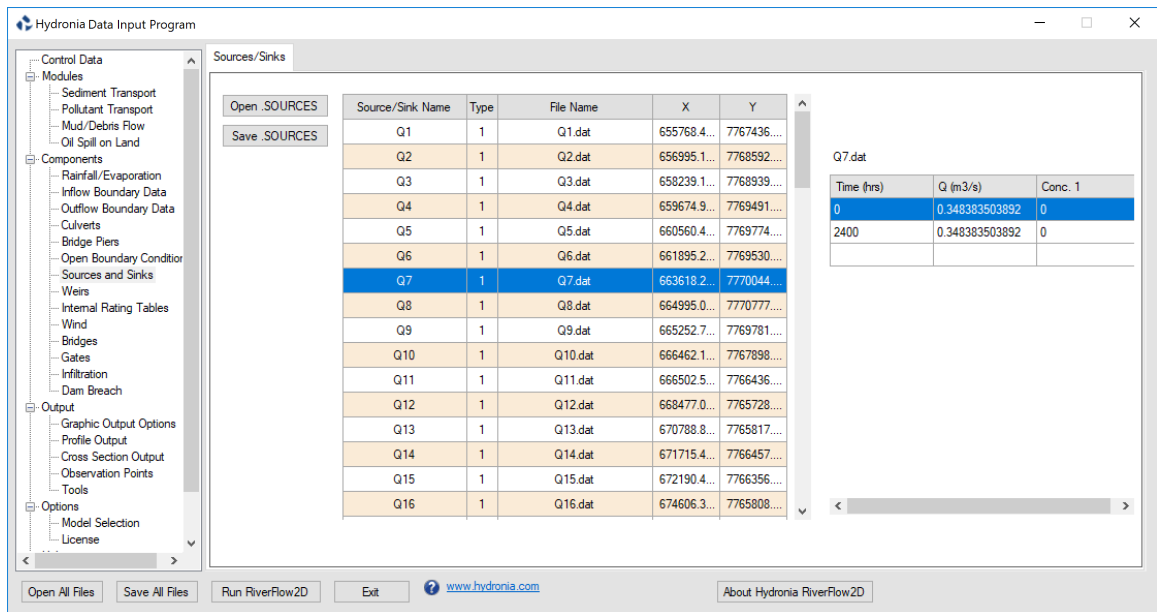 Hydronia Data Input Program
Control Data
Modules
Sediment Transport
Pollutant Transport
Mud/Debris Flow
Oil Spill on Land
Components
Rainfall/Evaporation
Inflow Boundary Data
Outflow Boundary Data
Culverts
Bridge Piers
Open Boundary Condition
Sources and Sinks
Weirs
Internal Rating Tables
Wind
Bridges
Gates
Infiltration
Dam Breach
Output
Graphic Output Options
Profile Output
Cross Section Output
Observation Points
Tools
Options
Model Selection
License
Sources/Sinks
Open .SOURCES
Save .SOURCES
Source/Sink Name Type File Name X Y
Q1 1 Q1.dat 655768.4... 7767436....
Q2 1 Q2.dat 656995.1... 7768592....
Q3 1 Q3.dat 658239.1... 7768939....
Q4 1 Q4.dat 659674.9... 7769491....
Q5 1 Q5.dat 660560.4... 7769774....
Q6 1 Q6.dat 661895.2... 7769530....
Q7 1 Q7.dat 663618.2... 7770044....
Q8 1 Q8.dat 664995.0... 7770777....
Q9 1 Q9.dat 665252.7... 7769781....
Q10 1 Q10.dat 666462.1... 7767898....
Q11 1 Q11.dat 666502.5... 7766436....
Q12 1 Q12.dat 668477.0... 7765728....
Q13 1 Q13.dat 670788.8... 7765817....
Q14 1 Q14.dat 671715.4... 7766457....
Q15 1 Q15.dat 672190.4... 7766356....
Q16 1 Q16.dat 674606.3... 7765808....
Q7.dat
Time (hrs) Q (m3/s) Conc. 1
0 0.348383503892 0
2400 0.348383503892 0
Open All Files Save All Files Run RiverFlow2D Exit ? www.hydronia.com About Hydronia RiverFlow2D